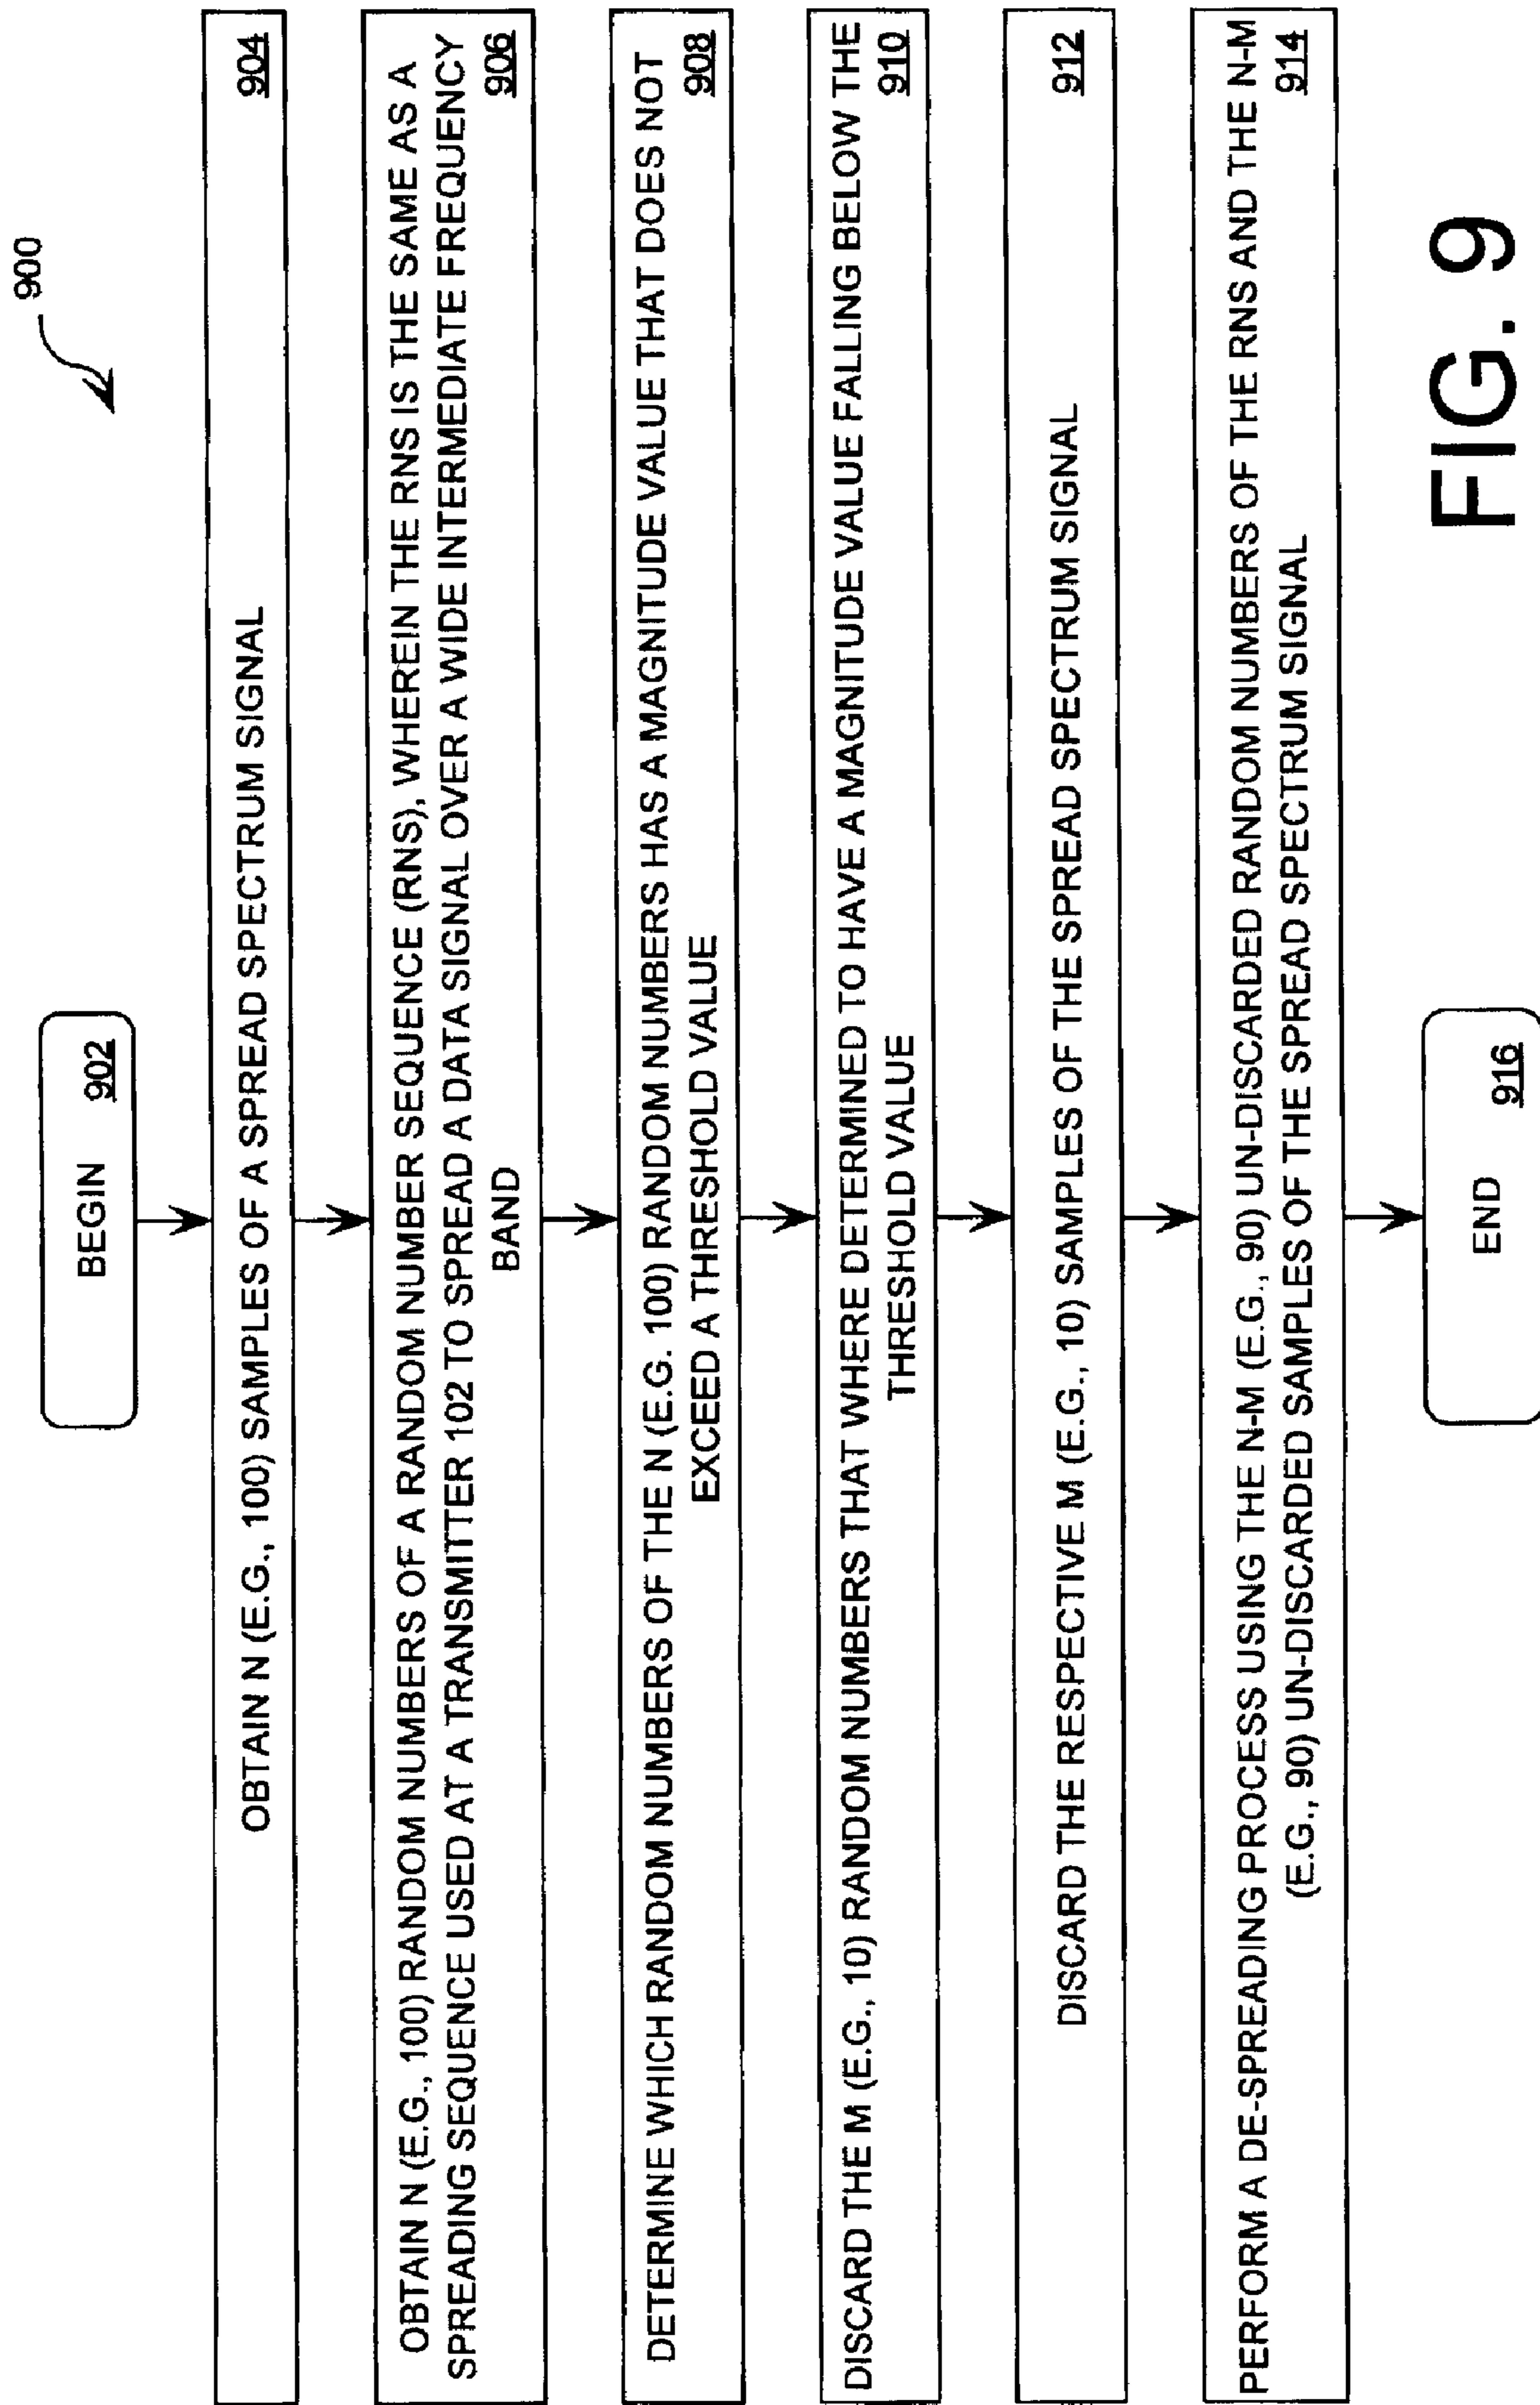 900
BEGIN 902
OBTAIN N (E.G., 100) SAMPLES OF A SPREAD SPECTRUM SIGNAL 904
OBTAIN N (E.G., 100) RANDOM NUMBERS OF A RANDOM NUMBER SEQUENCE (RNS), WHEREIN THE RNS IS THE SAME AS A
SPREADING SEQUENCE USED AT A TRANSMITTER 102 TO SPREAD A DATA SIGNAL OVER A WIDE INTERMEDIATE FREQUENCY
BAND 906
DETERMINE WHICH RANDOM NUMBERS OF THE N (E.G. 100) RANDOM NUMBERS HAS A MAGNITUDE VALUE THAT DOES NOT
EXCEED A THRESHOLD VALUE 908
DISCARD THE M (E.G., 10) RANDOM NUMBERS THAT WHERE DETERMINED TO HAVE A MAGNITUDE VALUE FALLING BELOW THE
THRESHOLD VALUE 910
DISCARD THE RESPECTIVE M (E.G., 10) SAMPLES OF THE SPREAD SPECTRUM SIGNAL 912
PERFORM A DE-SPREADING PROCESS USING THE N-M (E.G., 90) UN-DISCARDED RANDOM NUMBERS OF THE RNS AND THE N-M
(E.G., 90) UN-DISCARDED SAMPLES OF THE SPREAD SPECTRUM SIGNAL 914
END 916
FIG. 9